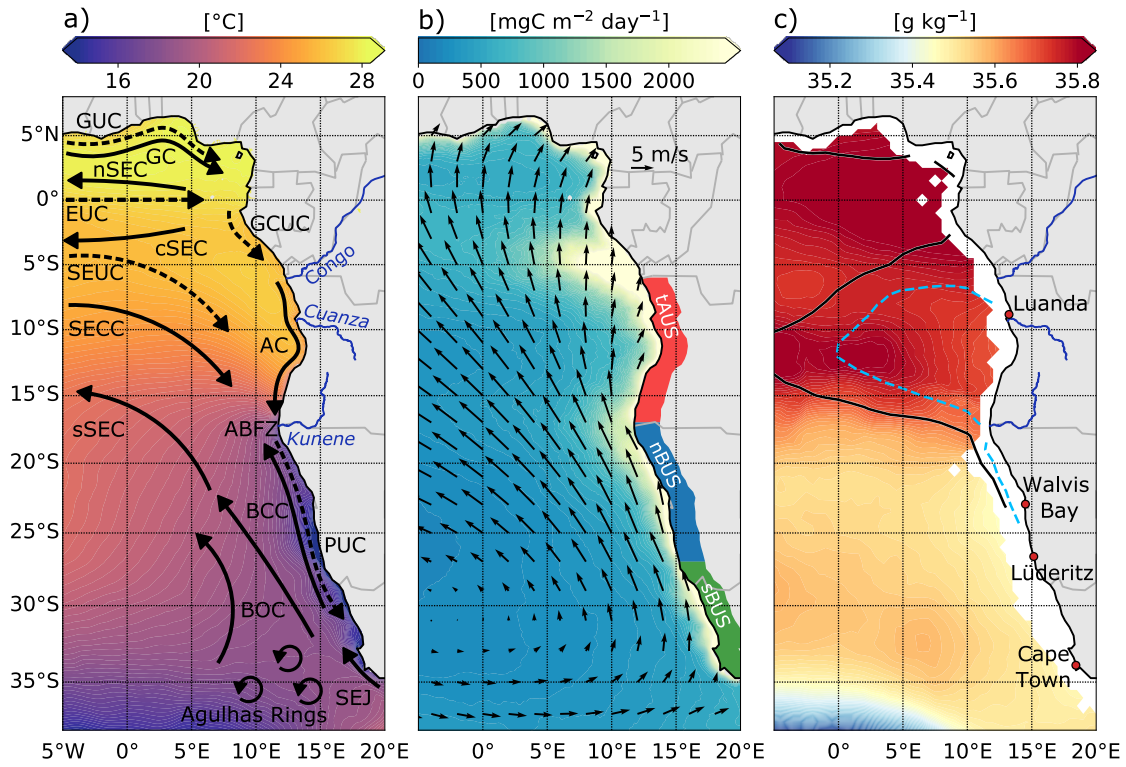 a)
[°C]
16
20
24
28
b)
[mgC m⁻² day⁻¹]
0
500
1000
1500
2000
c)
[g kg⁻¹]
35.2
35.4
35.6
35.8
5°N
0°
5°S
10°S
15°S
20°S
25°S
30°S
35°S
GUC
GC
nSEC
EUC
GCUC
cSEC
SEUC
Congo
Cuanza
SECC
AC
sSEC
ABFZ
Kunene
BCC
PUC
BOC
SEJ
Agulhas Rings
5°W
0°
5°E
10°E
15°E
20°E
5 m/s
tAUS
nBUS
sBUS
0°
5°E
10°E
15°E
20°E
Luanda
Walvis
Bay
Lüderitz
Cape
Town
0°
5°E
10°E
15°E
20°E